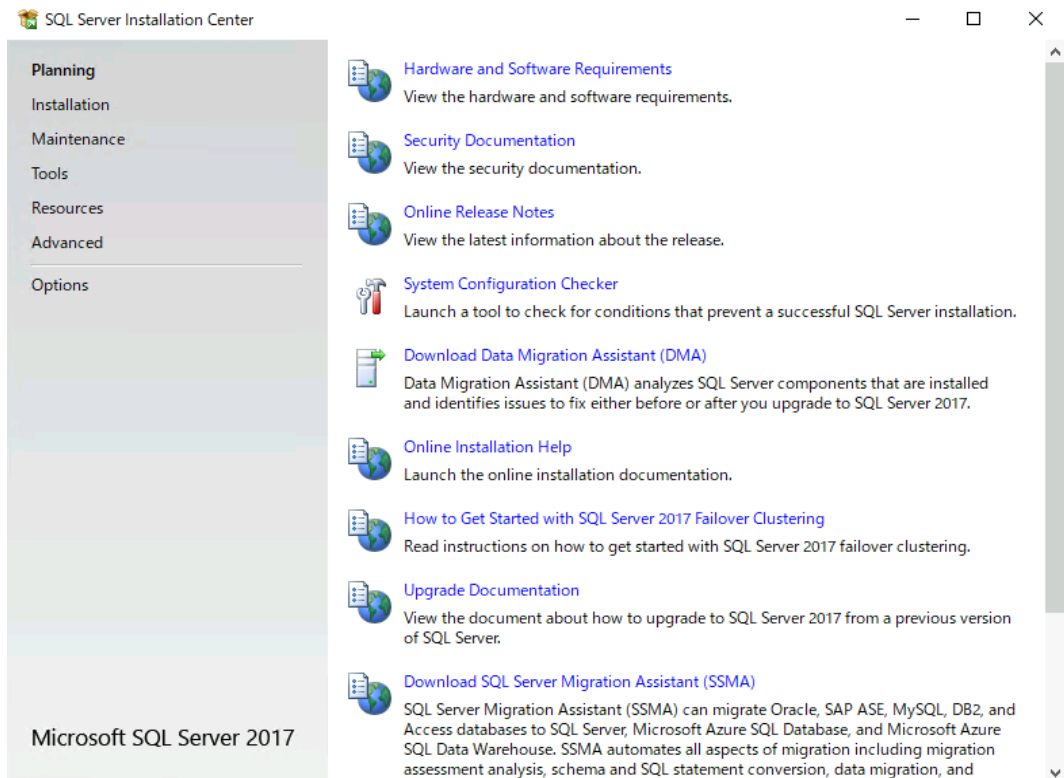 SQL Server Installation Center
Planning
Installation
Maintenance
Tools
Resources
Advanced
Options
Microsoft SQL Server 2017
Hardware and Software Requirements
View the hardware and software requirements.
Security Documentation
View the security documentation.
Online Release Notes
View the latest information about the release.
System Configuration Checker
Launch a tool to check for conditions that prevent a successful SQL Server installation.
Download Data Migration Assistant (DMA)
Data Migration Assistant (DMA) analyzes SQL Server components that are installed
and identifies issues to fix either before or after you upgrade to SQL Server 2017.
Online Installation Help
Launch the online installation documentation.
How to Get Started with SQL Server 2017 Failover Clustering
Read instructions on how to get started with SQL Server 2017 failover clustering.
Upgrade Documentation
View the document about how to upgrade to SQL Server 2017 from a previous version
of SQL Server.
Download SQL Server Migration Assistant (SSMA)
SQL Server Migration Assistant (SSMA) can migrate Oracle, SAP ASE, MySQL, DB2, and
Access databases to SQL Server, Microsoft Azure SQL Database, and Microsoft Azure
SQL Data Warehouse. SSMA automates all aspects of migration including migration
assessment analysis, schema and SQL statement conversion, data migration, and